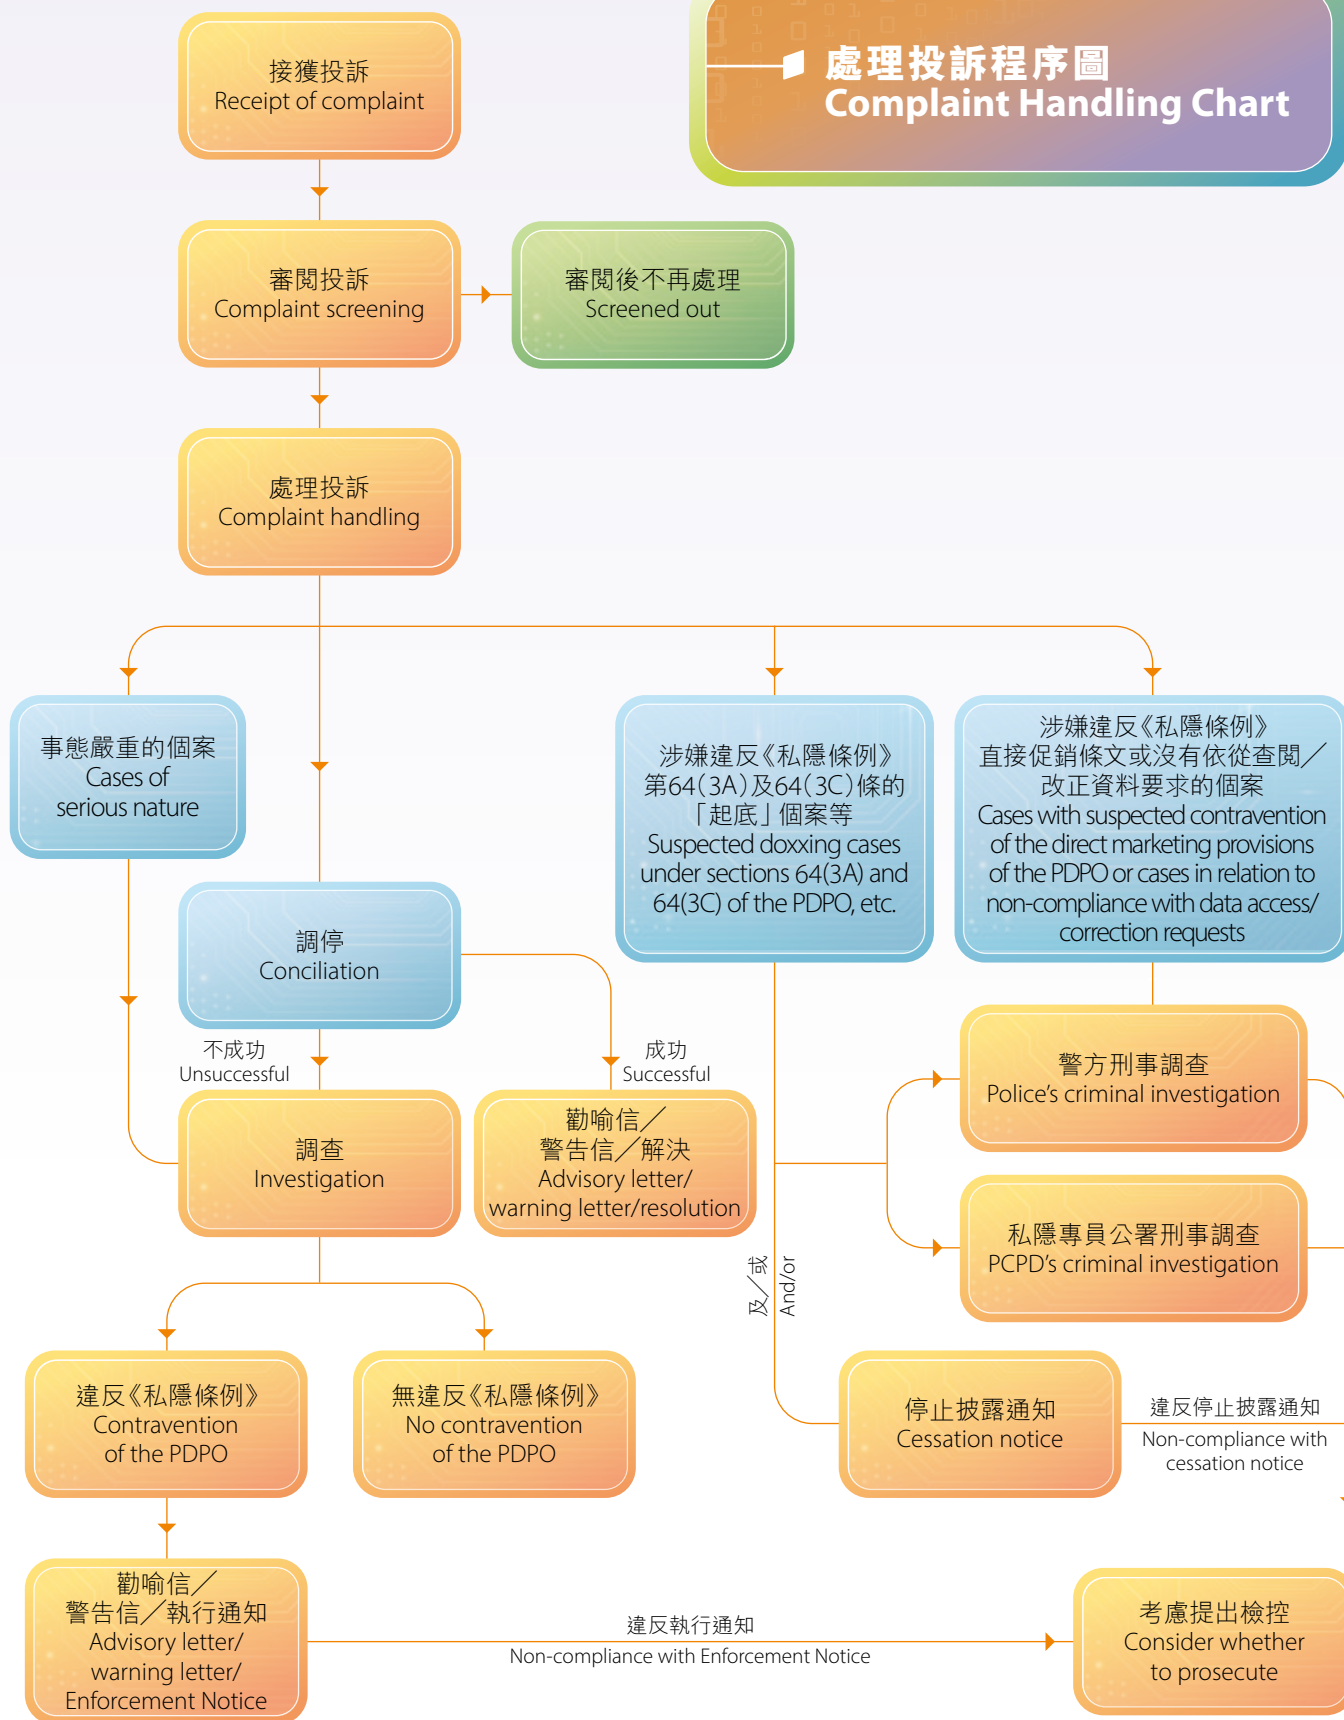 處理投訴程序圖
Complaint Handling Chart
接獲投訴
Receipt of complaint
審閱投訴
Complaint screening
審閱後不再處理
Screened out
處理投訴
Complaint handling
事態嚴重的個案
Cases of
serious nature
涉嫌違反《私隱條例》
第64(3A)及64(3C)條的
「起底」個案等
Suspected doxxing cases
under sections 64(3A) and
64(3C) of the PDPO, etc.
涉嫌違反《私隱條例》
直接促銷條文或沒有依從查閱／
改正資料要求的個案
Cases with suspected contravention
of the direct marketing provisions
of the PDPO or cases in relation to
non-compliance with data access/
correction requests
調停
Conciliation
不成功
Unsuccessful
成功
Successful
調查
Investigation
勸喻信／
警告信／解決
Advisory letter/
warning letter/resolution
警方刑事調查
Police's criminal investigation
私隱專員公署刑事調查
PCPD's criminal investigation
及／或
And/or
違反《私隱條例》
Contravention
of the PDPO
無違反《私隱條例》
No contravention
of the PDPO
停止披露通知
Cessation notice
違反停止披露通知
Non-compliance with
cessation notice
勸喻信／
警告信／執行通知
Advisory letter/
warning letter/
Enforcement Notice
違反執行通知
Non-compliance with Enforcement Notice
考慮提出檢控
Consider whether
to prosecute